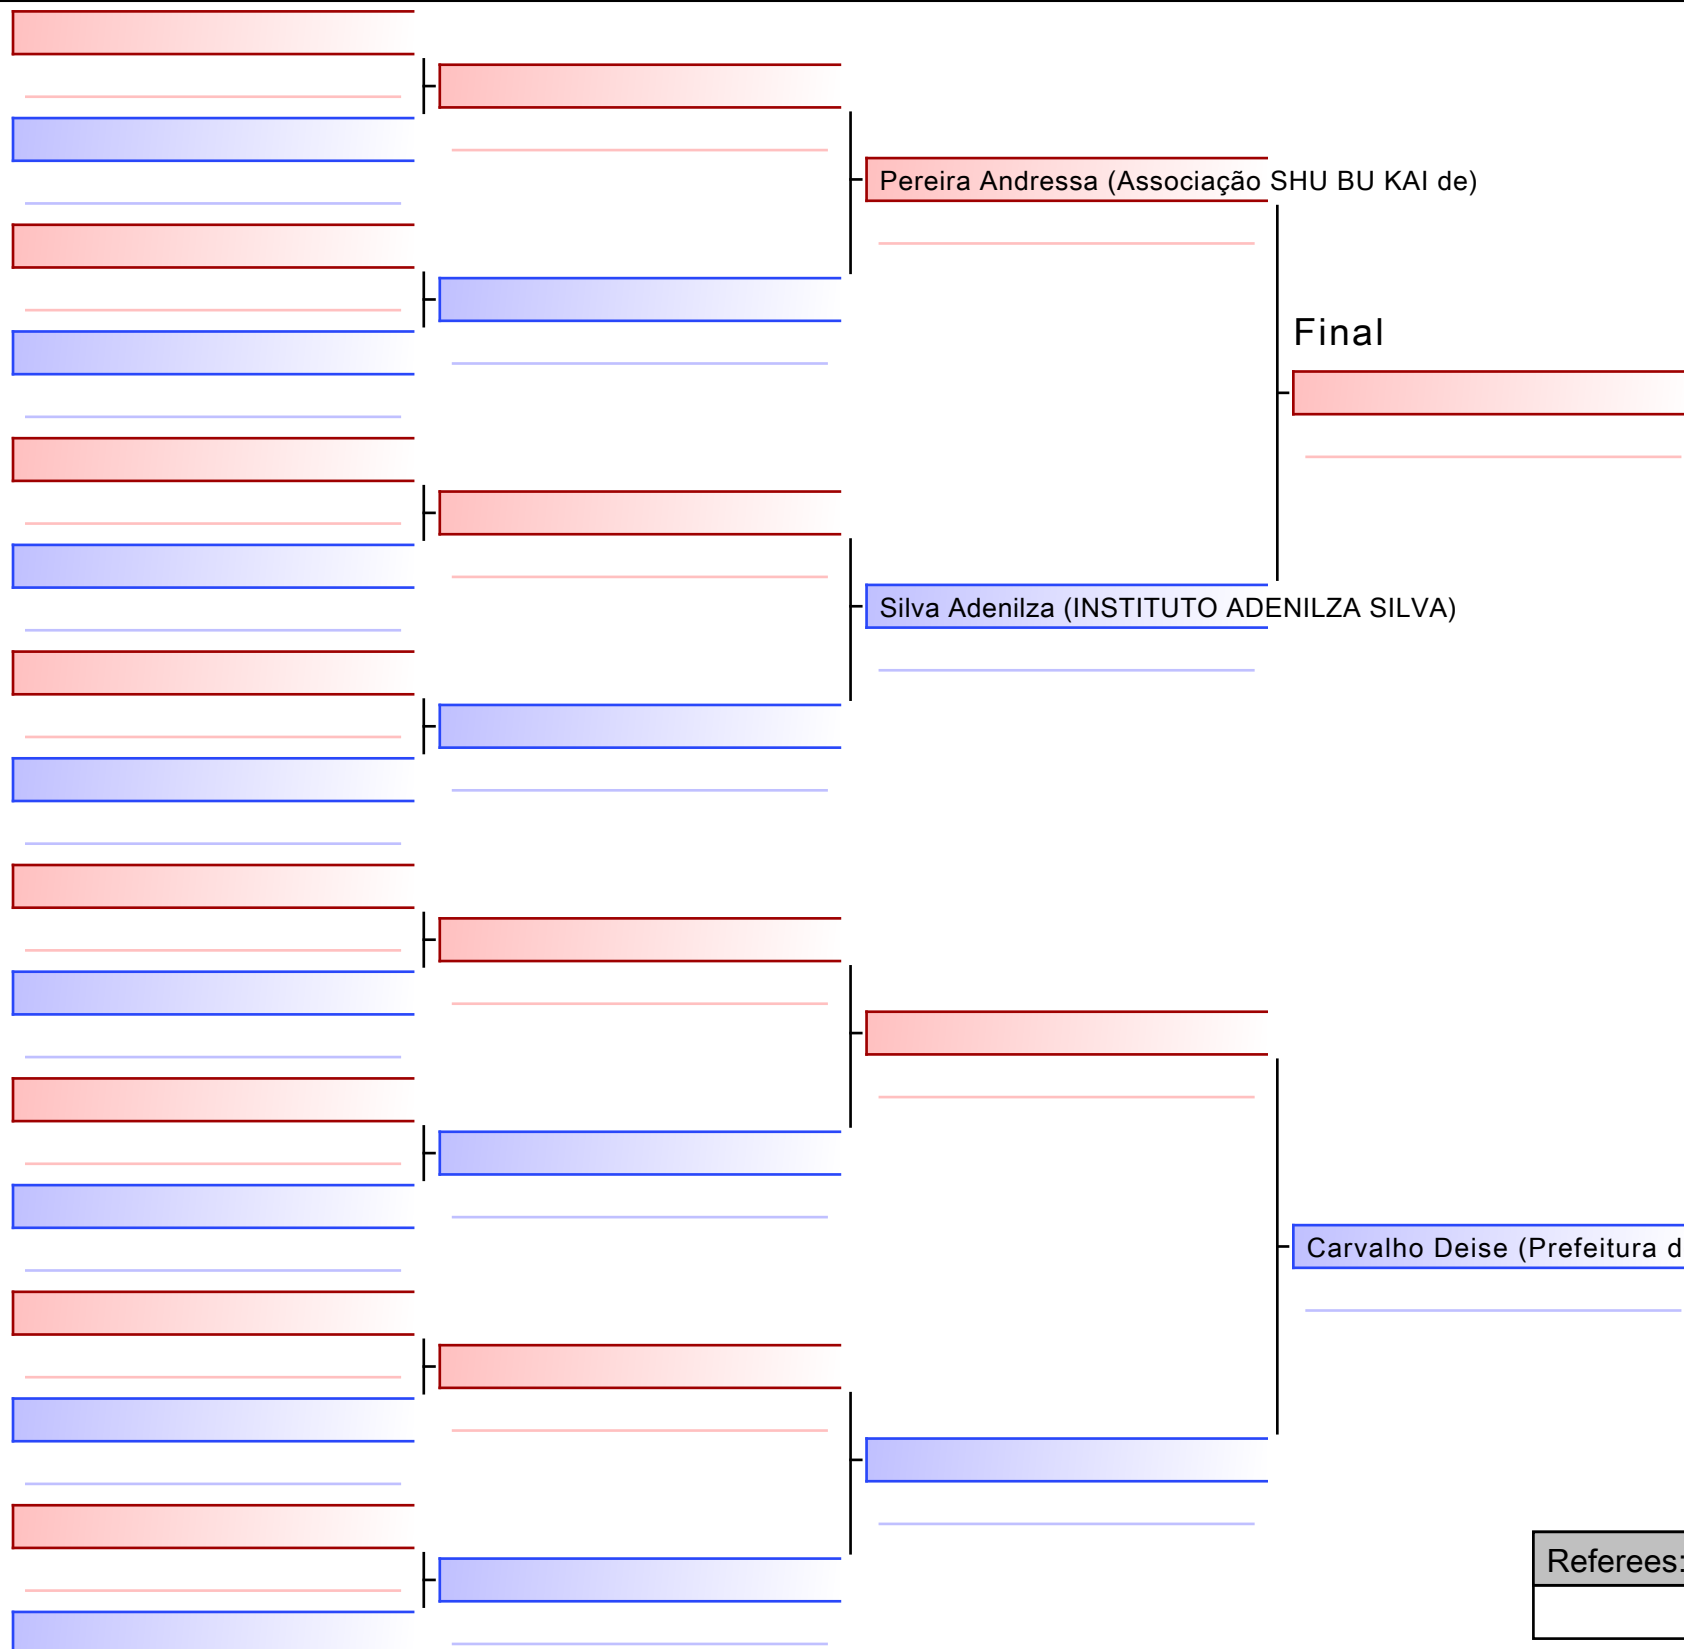 Pereira Andressa (Associação SHU BU KAI de)
Final
Silva Adenilza (INSTITUTO ADENILZA SILVA)
Carvalho Deise (Prefeitura d
Referees: